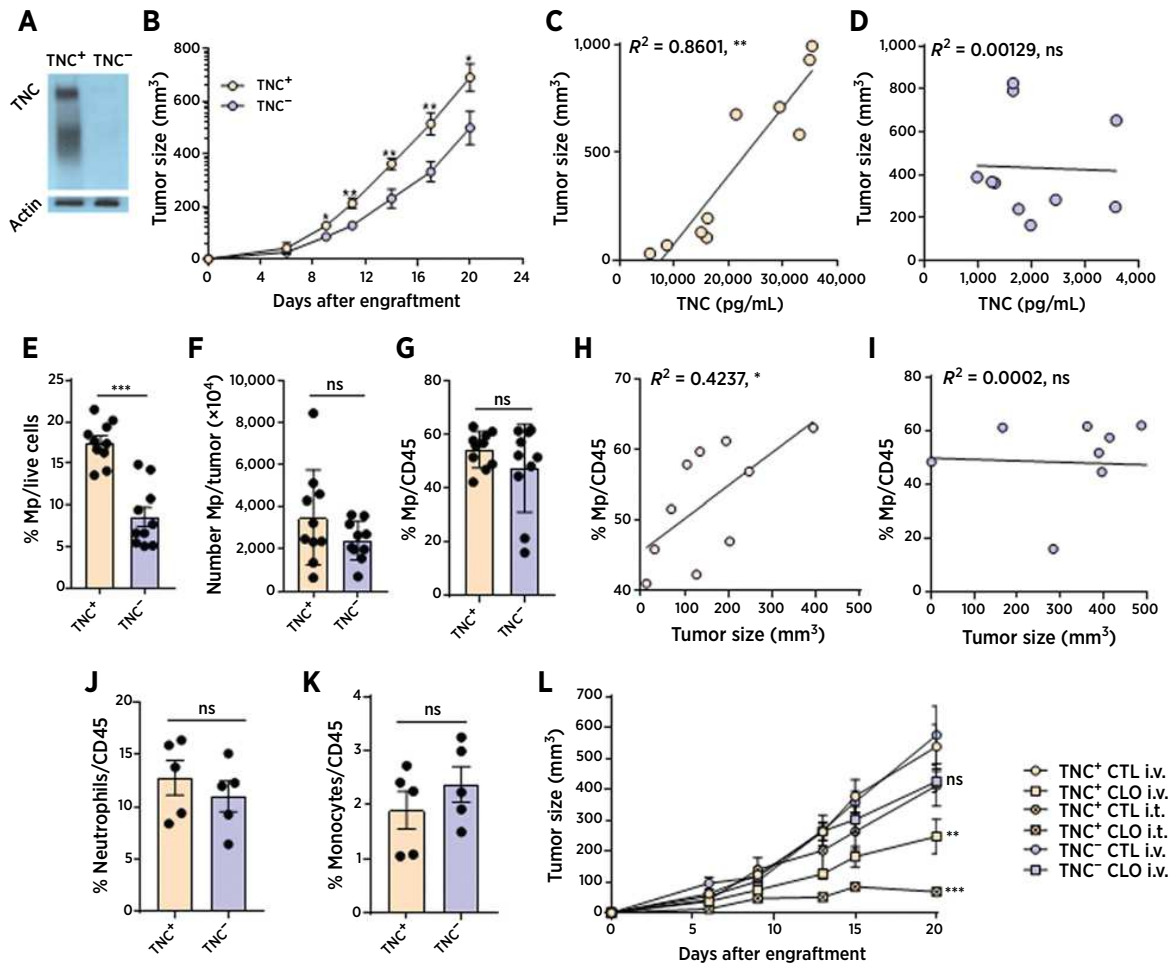 A
TNC⁺ TNC⁻
TNC
Actin
B
Tumor size (mm³)
800
600
400
200
0
0 4 8 12 16 20 24
Days after engraftment
TNC⁺
TNC⁻
*
**
**
**
*
C
R² = 0.8601, **
Tumor size (mm³)
1,000
500
0
0 10,000 20,000 30,000 40,000
TNC (pg/mL)
D
R² = 0.00129, ns
Tumor size (mm³)
1,000
800
600
400
200
0
0 1,000 2,000 3,000 4,000
TNC (pg/mL)
E
% Mp/live cells
25
20
15
10
5
0
***
TNC⁺ TNC⁻
F
Number Mp/tumor (×10⁴)
10,000
8,000
6,000
4,000
2,000
0
ns
TNC⁺ TNC⁻
G
% Mp/CD45
80
60
40
20
0
ns
TNC⁺ TNC⁻
H
R² = 0.4237, *
% Mp/CD45
70
60
50
40
0 100 200 300 400 500
Tumor size (mm³)
I
R² = 0.0002, ns
% Mp/CD45
80
60
40
20
0
0 100 200 300 400 500
Tumor size (mm³)
J
% Neutrophils/CD45
20
15
10
5
0
ns
TNC⁺ TNC⁻
K
% Monocytes/CD45
4
3
2
1
0
ns
TNC⁺ TNC⁻
L
Tumor size (mm³)
700
600
500
400
300
200
100
0
0 5 10 15 20
Days after engraftment
ns
**
***
TNC⁺ CTL i.v.
TNC⁺ CLO i.v.
TNC⁺ CTL i.t.
TNC⁺ CLO i.t.
TNC⁻ CTL i.v.
TNC⁻ CLO i.v.